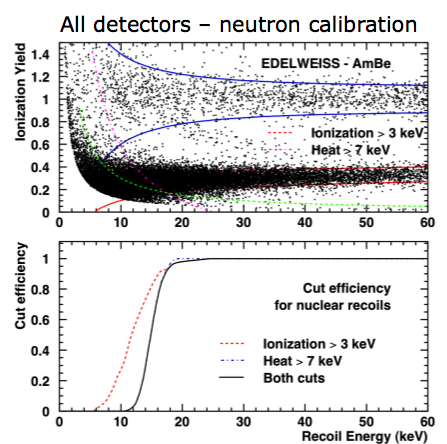 All detectors – neutron calibration
Ionization Yield
1.4
1.2
1
0.8
0.6
0.4
0.2
0
EDELWEISS - AmBe
Ionization > 3 keV
Heat > 7 keV
0 10 20 30 40 50 60
Cut efficiency
1
0.8
0.6
0.4
0.2
0
Cut efficiency
for nuclear recoils
Ionization > 3 keV
Heat > 7 keV
Both cuts
0 10 20 30 40 50 60
Recoil Energy (keV)